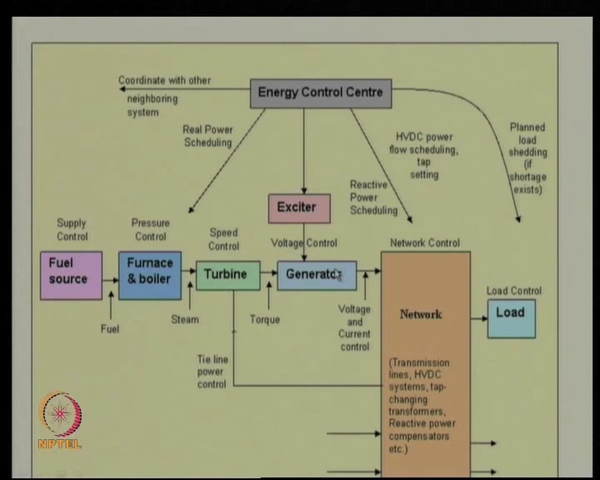 Coordinate with other
neighboring
system
Energy Control Centre
Real Power
Scheduling
HVDC power
flow scheduling,
tap
setting
Planned
load
shedding
(if
shortage
exists)
Reactive
Power
Scheduling
Exciter
Supply
Control
Pressure
Control
Speed
Control
Voltage Control
Network Control
Fuel
source
Furnace
& boiler
Turbine
Generator
Load Control
Load
Fuel
Steam
Torque
Voltage
and
Current
control
Network
Tie line
power
control
(Transmission
lines, HVDC
systems, tap-
changing
transformers,
Reactive power
compensators
etc.)
NPTEL